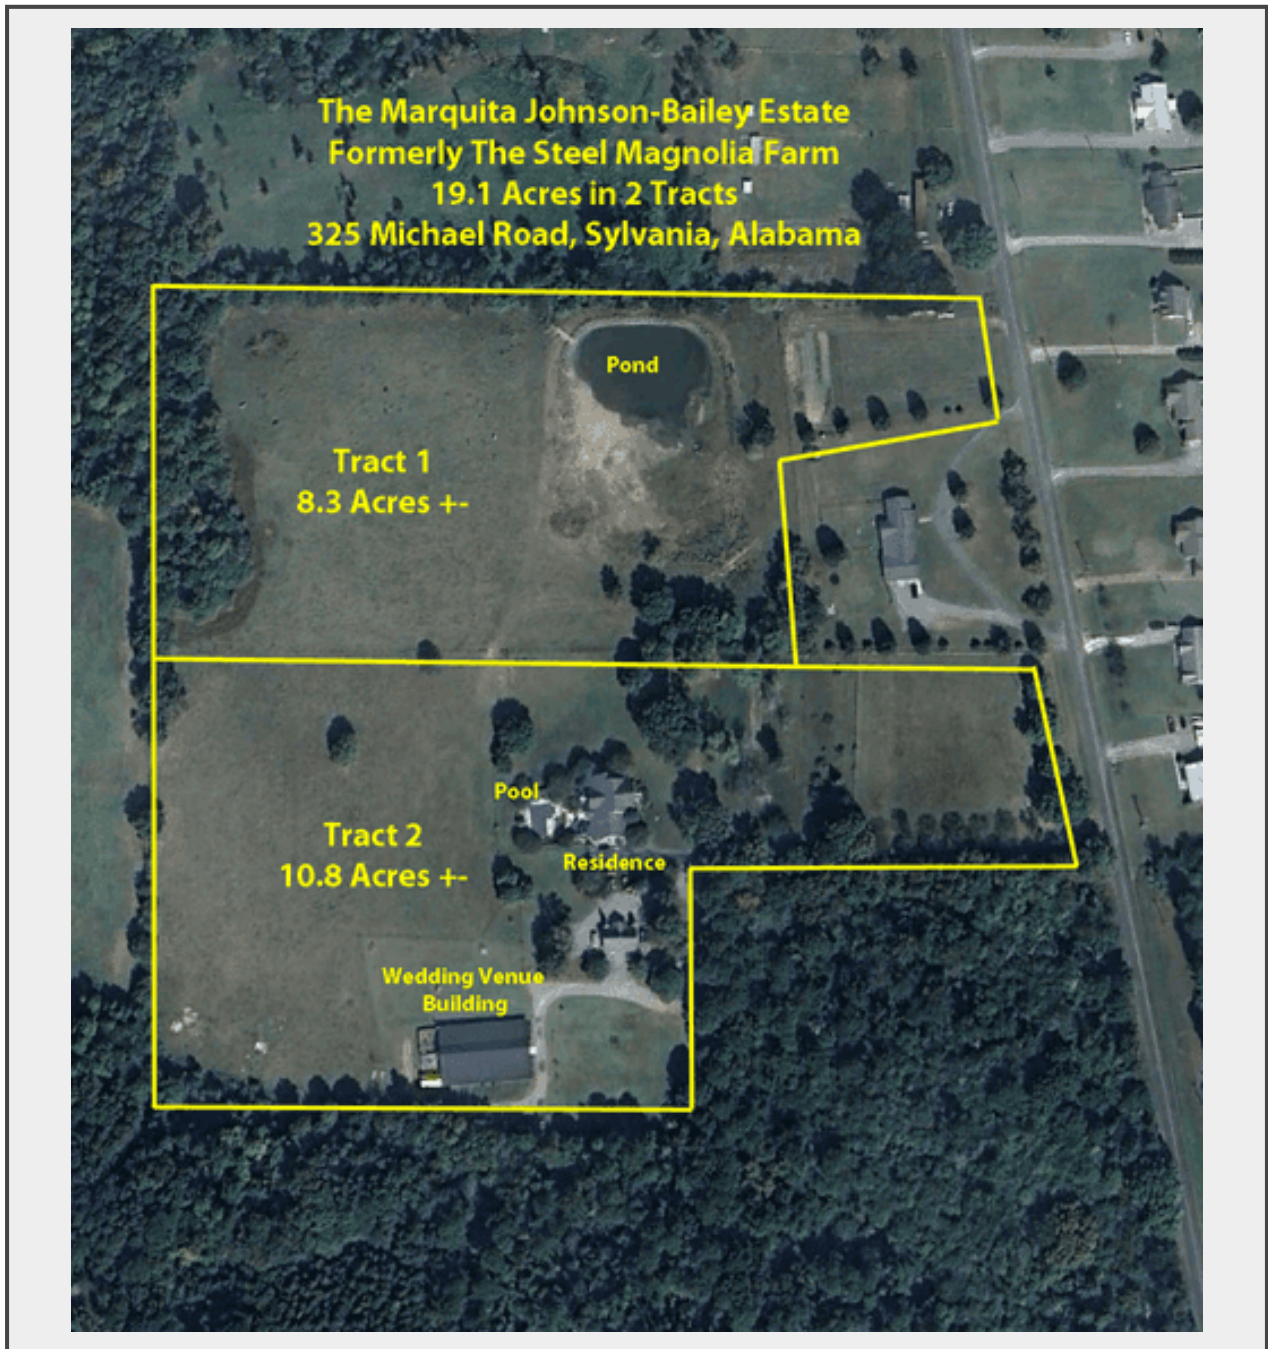 The Marquita Johnson-Bailey Estate
Formerly The Steel Magnolia Farm
19.1 Acres in 2 Tracts
325 Michael Road, Sylvania, Alabama
Pond
Tract 1
8.3 Acres +-
Pool
Tract 2
10.8 Acres +-
Residence
Wedding Venue
Building